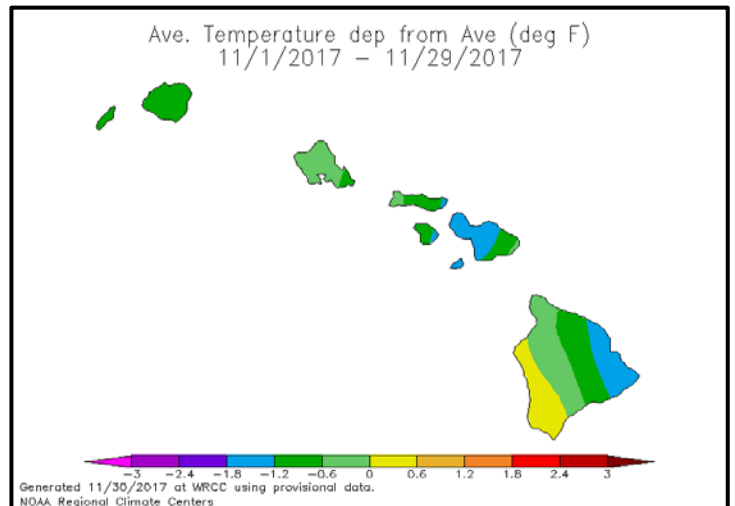 Ave. Temperature dep from Ave (deg F)
11/1/2017 – 11/29/2017
-3 -2.4 -1.8 -1.2 -0.6 0 0.6 1.2 1.8 2.4 3
Generated 11/30/2017 at WRCC using provisional data.
NOAA Regional Climate Centers